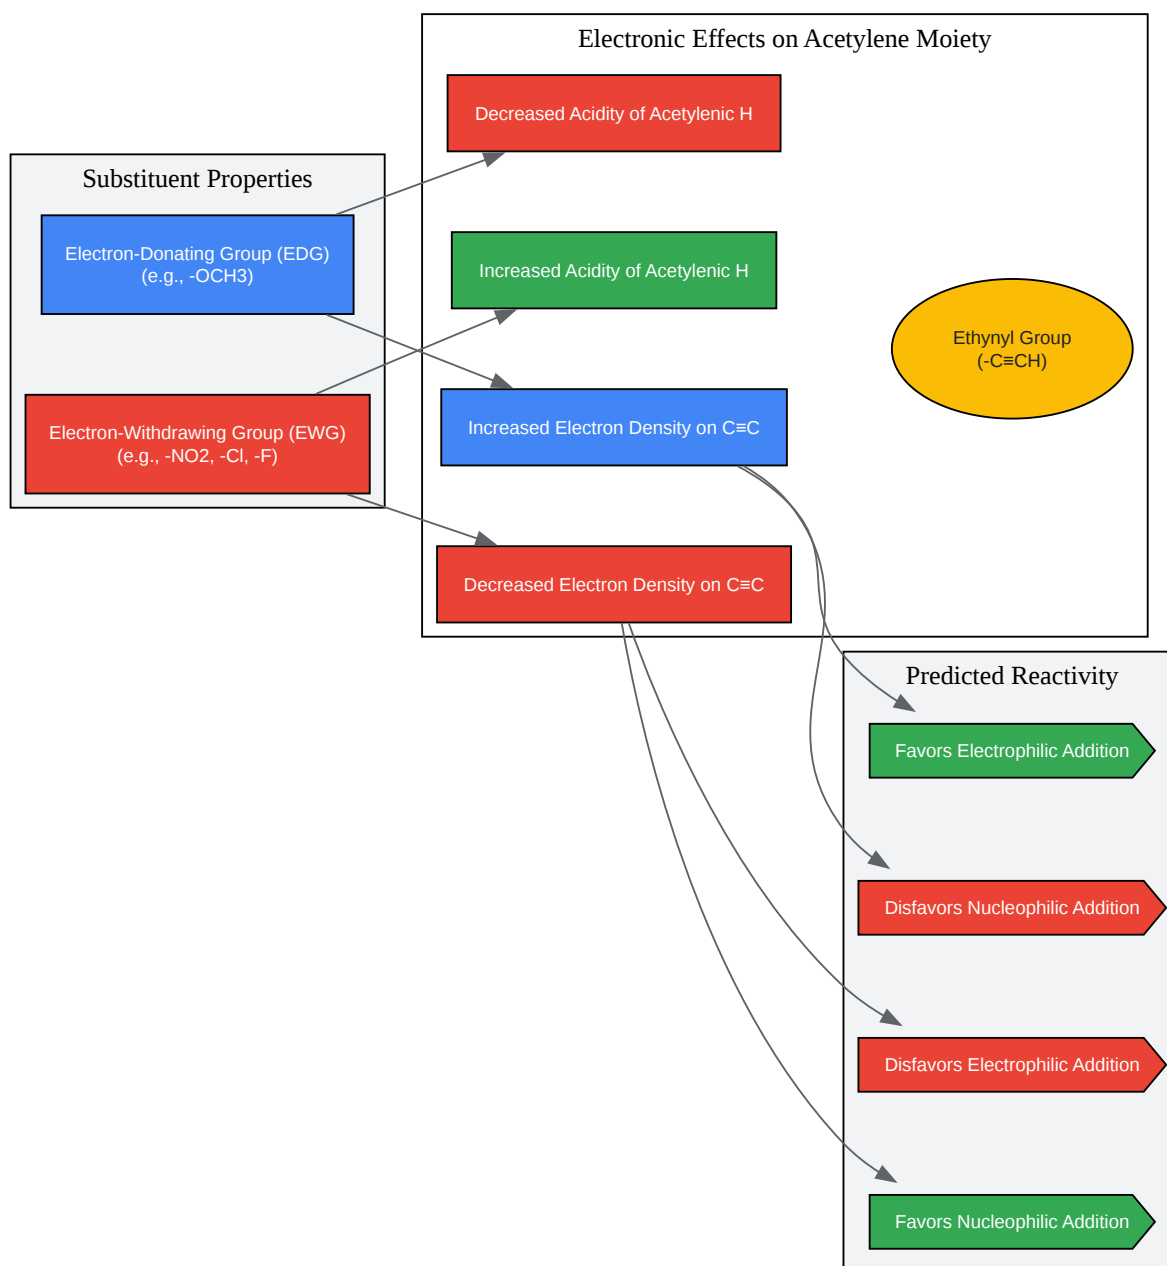 Electronic Effects on Acetylene Moiety
Decreased Acidity of Acetylenic H
Substituent Properties
Electron-Donating Group (EDG)
(e.g., -OCH3)
Increased Acidity of Acetylenic H
Ethynyl Group
(-C≡CH)
Electron-Withdrawing Group (EWG)
(e.g., -NO2, -Cl, -F)
Increased Electron Density on C≡C
Decreased Electron Density on C≡C
Predicted Reactivity
Favors Electrophilic Addition
Disfavors Nucleophilic Addition
Disfavors Electrophilic Addition
Favors Nucleophilic Addition